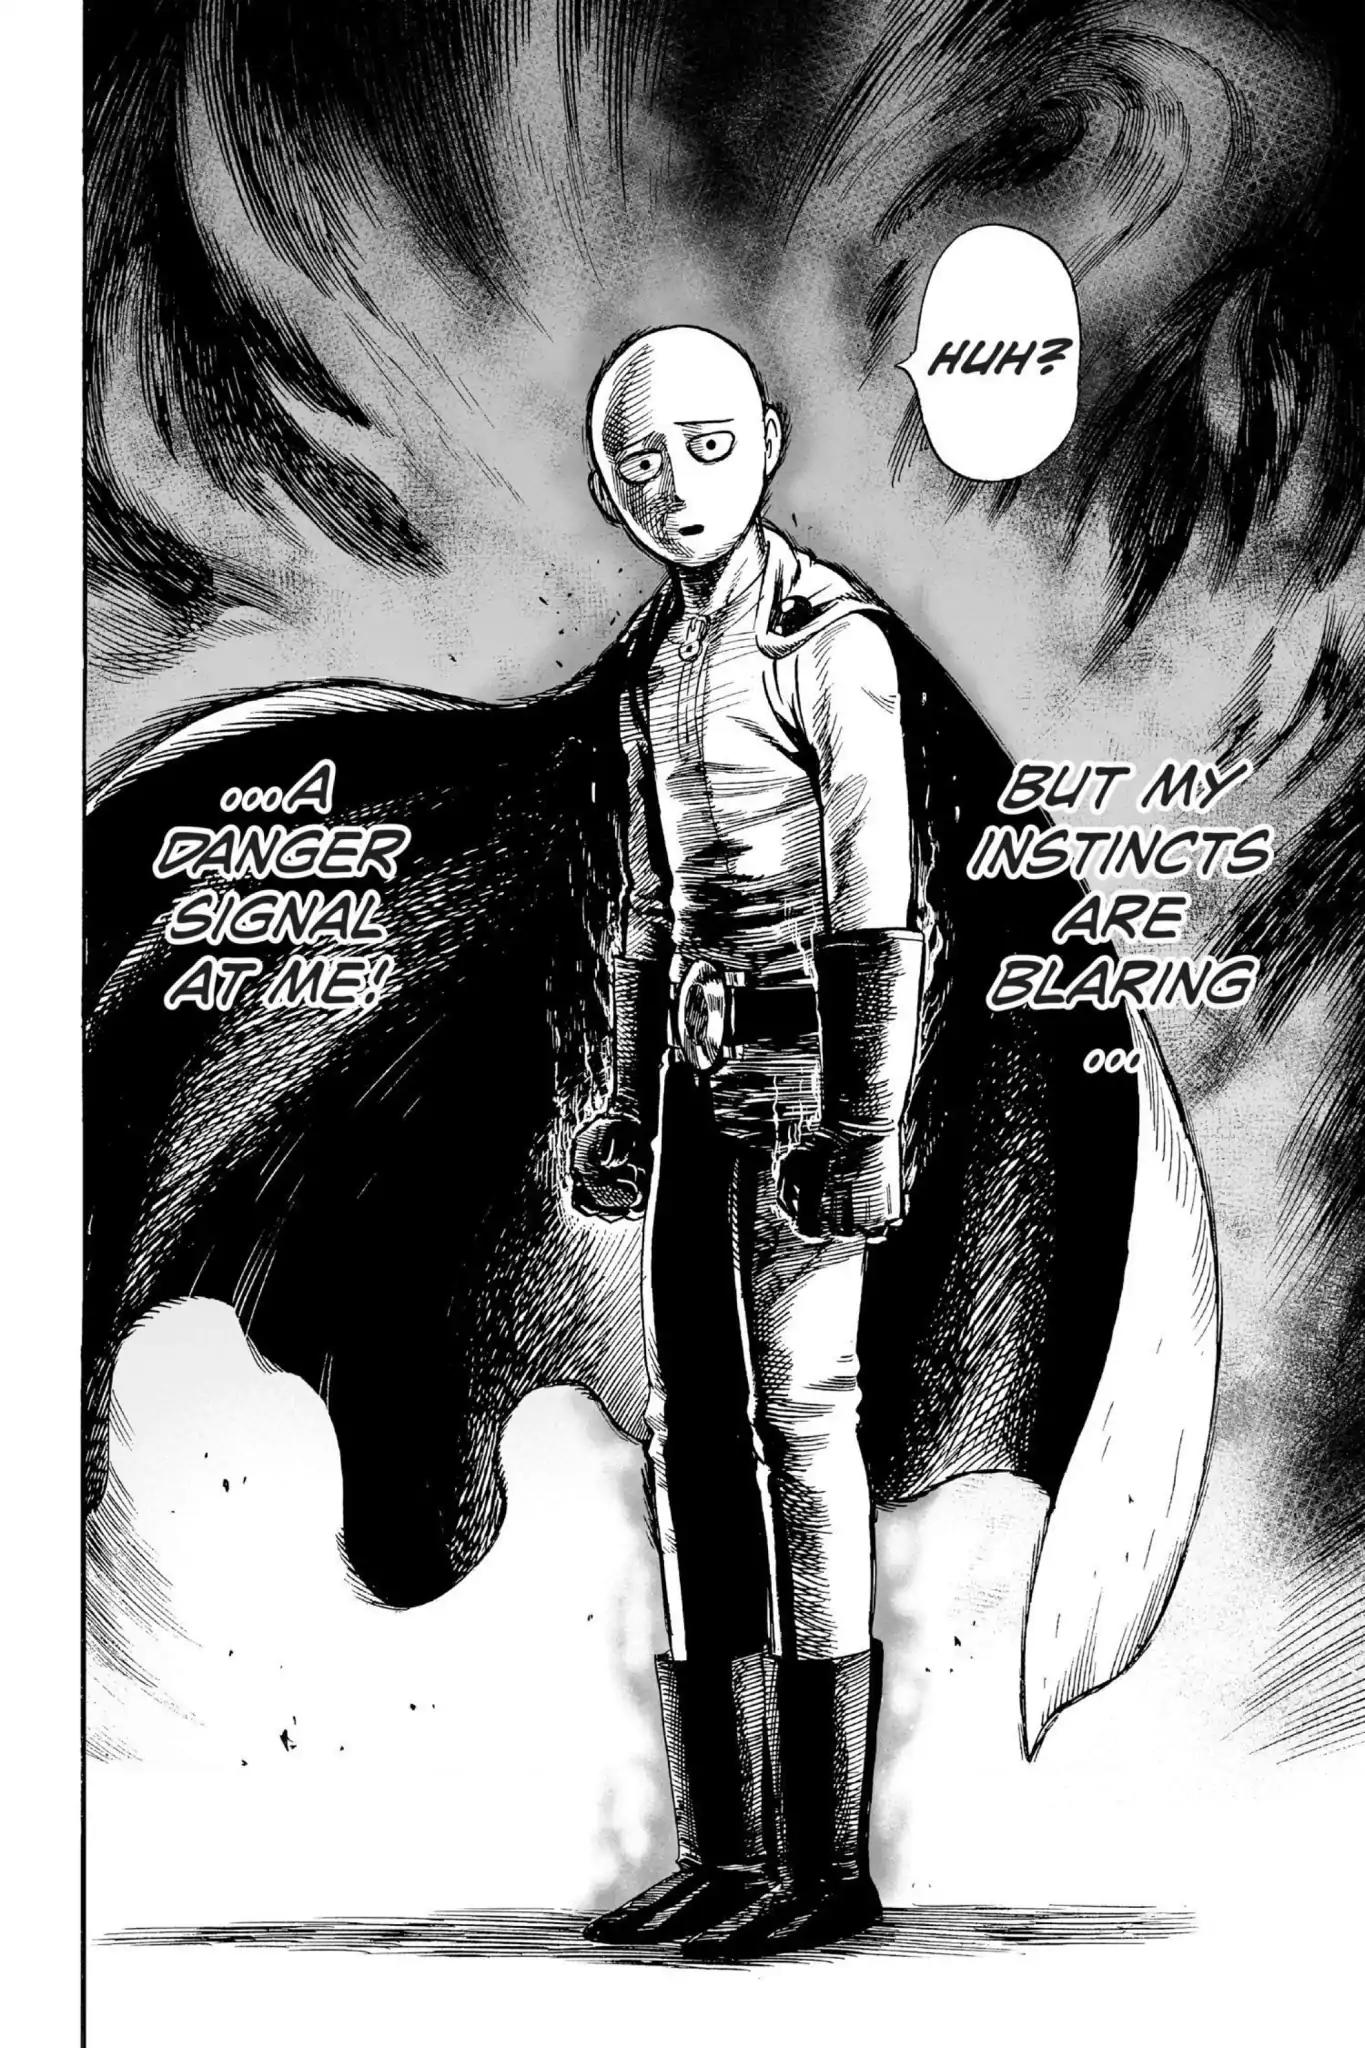 HUH?
BUT MY
INSTINCTS
ARE
BLARING
...
...A
DANGER
SIGNAL
AT ME!